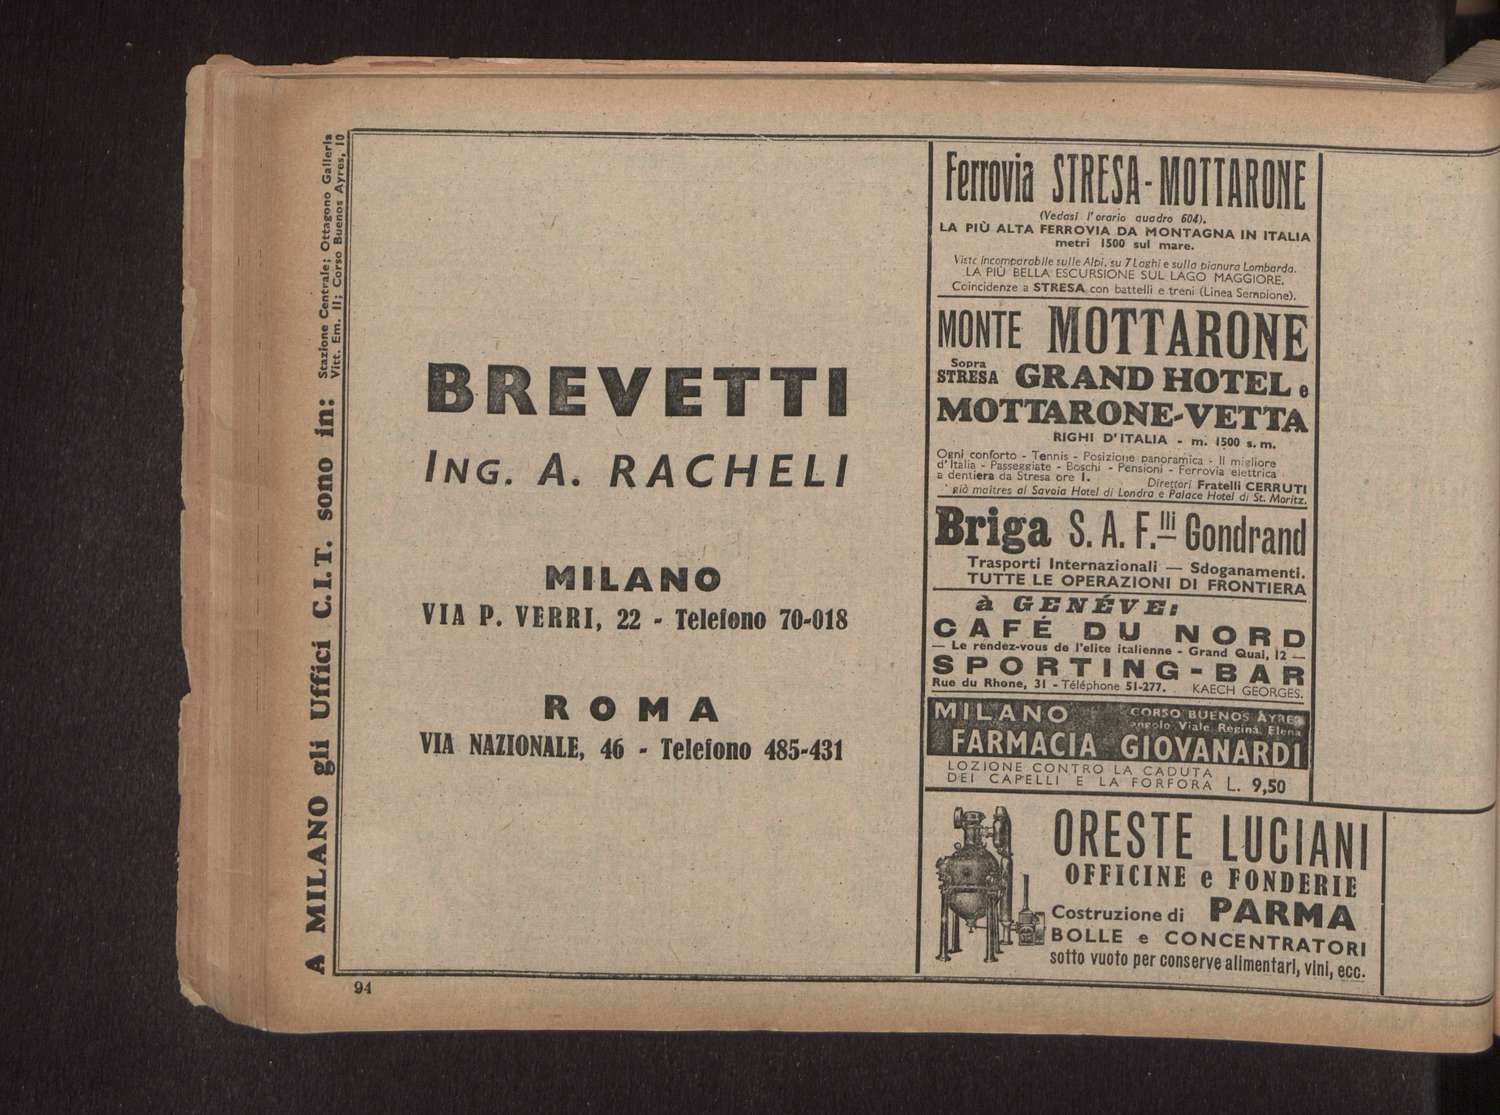 A MILANO gli Uffici C.I.T. sono in: Stazione Centrale; Ottagono Galleria
Vitt. Em. II; Corso Buenos Ayres, 10
BREVETTI
ING. A. RACHELI
MILANO
VIA P. VERRI, 22 - Telefono 70-018
ROMA
VIA NAZIONALE, 46 - Telefono 485-431
94
Ferrovia STRESA-MOTTARONE
(Vedasi l'orario quadro 604).
LA PIÙ ALTA FERROVIA DA MONTAGNA IN ITALIA
metri 1500 sul mare.
Viste incomparabile sulle Alpi, su 7 Laghi e sulla pianura Lombarda.
LA PIÙ BELLA ESCURSIONE SUL LAGO MAGGIORE.
Coincidenze a STRESA con battelli e treni (Linea Sempione).
MONTE MOTTARONE
Sopra
STRESA GRAND HOTEL e
MOTTARONE-VETTA
RIGHI D'ITALIA - m. 1500 s. m.
Ogni conforto - Tennis - Posizione panoramica - Il migliore
d'Italia - Passeggiate - Boschi - Pensioni - Ferrovia elettrica
a dentiera da Stresa ore 1. Direttori Fratelli CERRUTI
già maitres al Savoia Hotel di Londra e Palace Hotel di St. Moritz.
Briga S. A. F.lli Gondrand
Trasporti Internazionali — Sdoganamenti.
TUTTE LE OPERAZIONI DI FRONTIERA
à GENÉVE:
CAFÉ DU NORD
— Le rendez-vous de l'elite italienne - Grand Quai, 12 —
SPORTING-BAR
Rue du Rhone, 31 - Téléphone 51-277. KAECH GEORGES.
MILANO CORSO BUENOS AYRES
angolo Viale Regina Elena
FARMACIA GIOVANARDI
LOZIONE CONTRO LA CADUTA
DEI CAPELLI E LA FORFORA L. 9,50
ORESTE LUCIANI
OFFICINE e FONDERIE
Costruzione di PARMA
BOLLE e CONCENTRATORI
sotto vuoto per conserve alimentari, vini, ecc.